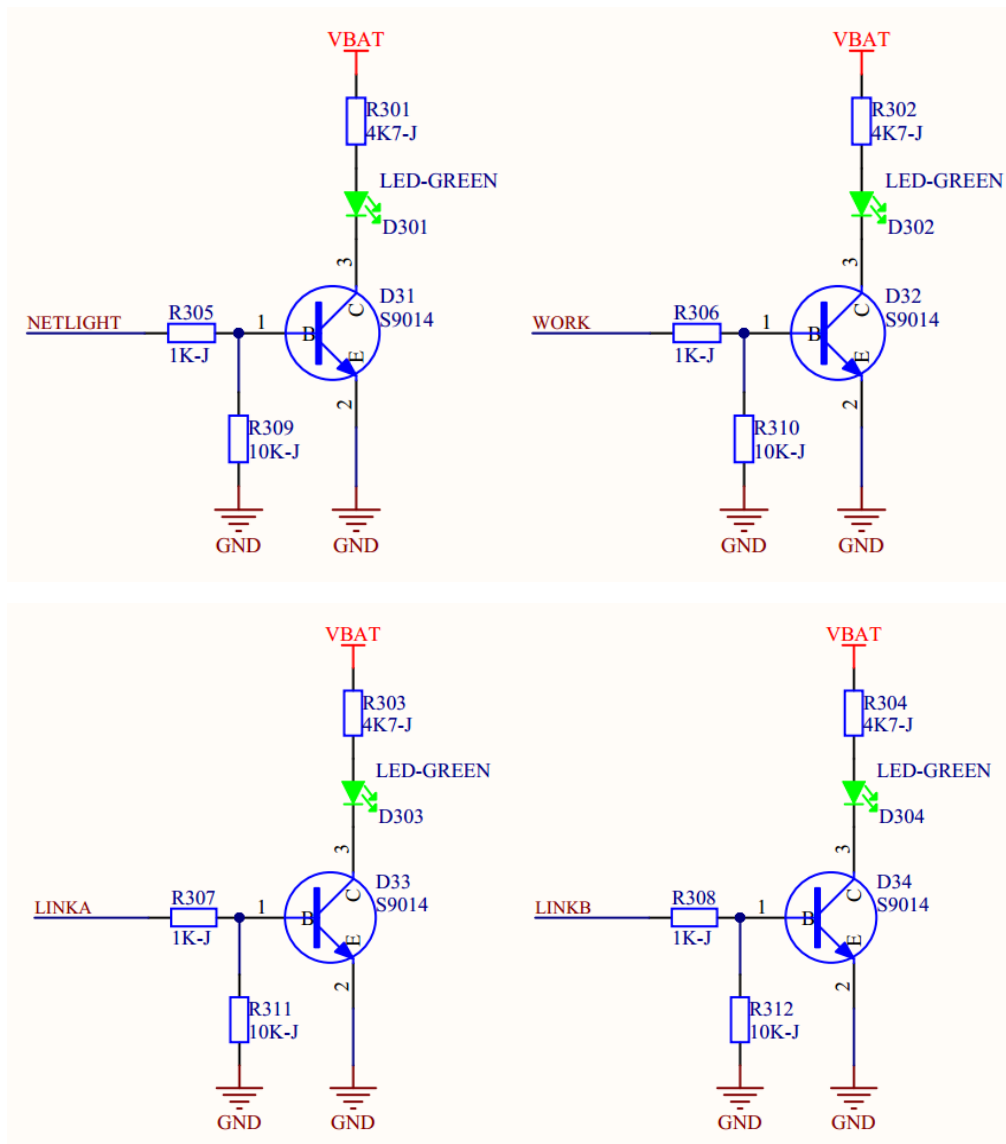 VBAT
R301
4K7-J
LED-GREEN
D301
3
D31
S9014
C
NETLIGHT
R305
1K-J
1
B
E
2
R309
10K-J
GND
GND
VBAT
R302
4K7-J
LED-GREEN
D302
3
D32
S9014
C
WORK
R306
1K-J
1
B
E
2
R310
10K-J
GND
GND
VBAT
R303
4K7-J
LED-GREEN
D303
3
D33
S9014
C
LINKA
R307
1K-J
1
B
E
2
R311
10K-J
GND
GND
VBAT
R304
4K7-J
LED-GREEN
D304
3
D34
S9014
C
LINKB
R308
1K-J
1
B
E
2
R312
10K-J
GND
GND